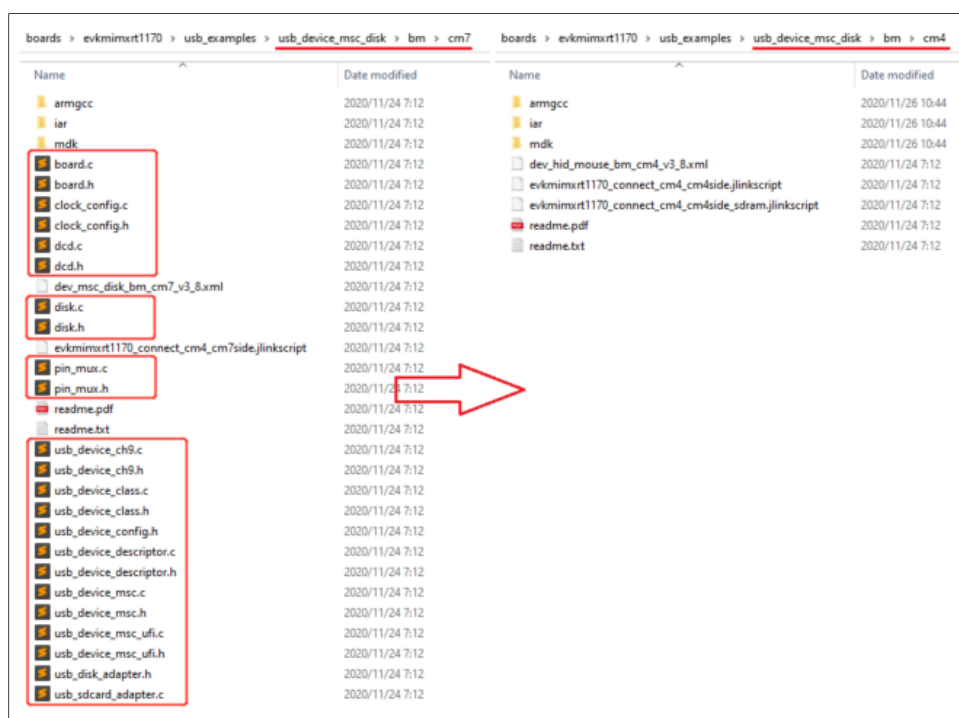 boards > evkmimxrt1170 > usb_examples > usb_device_msc_disk > bm > cm7
Name Date modified
armgcc 2020/11/24 7:12
iar 2020/11/24 7:12
mdk 2020/11/24 7:12
board.c 2020/11/24 7:12
board.h 2020/11/24 7:12
clock_config.c 2020/11/24 7:12
clock_config.h 2020/11/24 7:12
dcd.c 2020/11/24 7:12
dcd.h 2020/11/24 7:12
dev_msc_disk_bm_cm7_v3_8.xml 2020/11/24 7:12
disk.c 2020/11/24 7:12
disk.h 2020/11/24 7:12
evkmimxrt1170_connect_cm4_cm7side.jlinkscript 2020/11/24 7:12
pin_mux.c 2020/11/24 7:12
pin_mux.h 2020/11/24 7:12
readme.pdf 2020/11/24 7:12
readme.txt 2020/11/24 7:12
usb_device_ch9.c 2020/11/24 7:12
usb_device_ch9.h 2020/11/24 7:12
usb_device_class.c 2020/11/24 7:12
usb_device_class.h 2020/11/24 7:12
usb_device_config.h 2020/11/24 7:12
usb_device_descriptor.c 2020/11/24 7:12
usb_device_descriptor.h 2020/11/24 7:12
usb_device_msc.c 2020/11/24 7:12
usb_device_msc.h 2020/11/24 7:12
usb_device_msc_ufi.c 2020/11/24 7:12
usb_device_msc_ufi.h 2020/11/24 7:12
usb_disk_adapter.h 2020/11/24 7:12
usb_sdcard_adapter.c 2020/11/24 7:12
boards > evkmimxrt1170 > usb_examples > usb_device_msc_disk > bm > cm4
Name Date modified
armgcc 2020/11/26 10:44
iar 2020/11/26 10:44
mdk 2020/11/26 10:44
dev_hid_mouse_bm_cm4_v3_8.xml 2020/11/24 7:12
evkmimxrt1170_connect_cm4_cm4side.jlinkscript 2020/11/24 7:12
evkmimxrt1170_connect_cm4_cm4side_sdram.jlinkscript 2020/11/24 7:12
readme.pdf 2020/11/24 7:12
readme.txt 2020/11/24 7:12